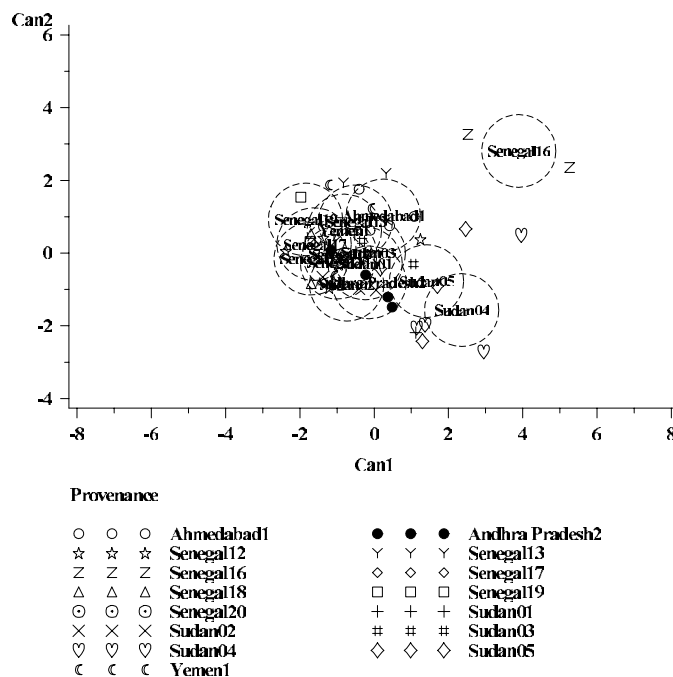 Can2
6
4
Senegal16
2
Ahmedabad1
Senegal13
Yemen1
0
Sudan05
Sudan04
-2
-4
-8 -6 -4 -2 0 2 4 6 8
Can1
Provenance
Ahmedabad1 Andhra Pradesh2
Senegal12 Senegal13
Senegal16 Senegal17
Senegal18 Senegal19
Senegal20 Sudan01
Sudan02 Sudan03
Sudan04 Sudan05
Yemen1